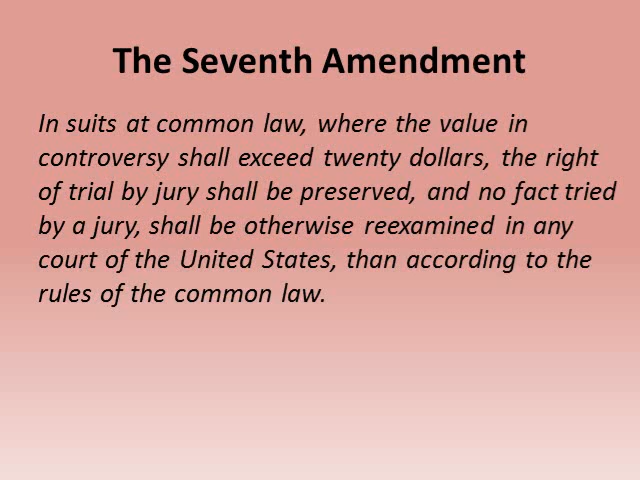 The Seventh Amendment
In suits at common law, where the value in
controversy shall exceed twenty dollars, the right
of trial by jury shall be preserved, and no fact tried
by a jury, shall be otherwise reexamined in any
court of the United States, than according to the
rules of the common law.